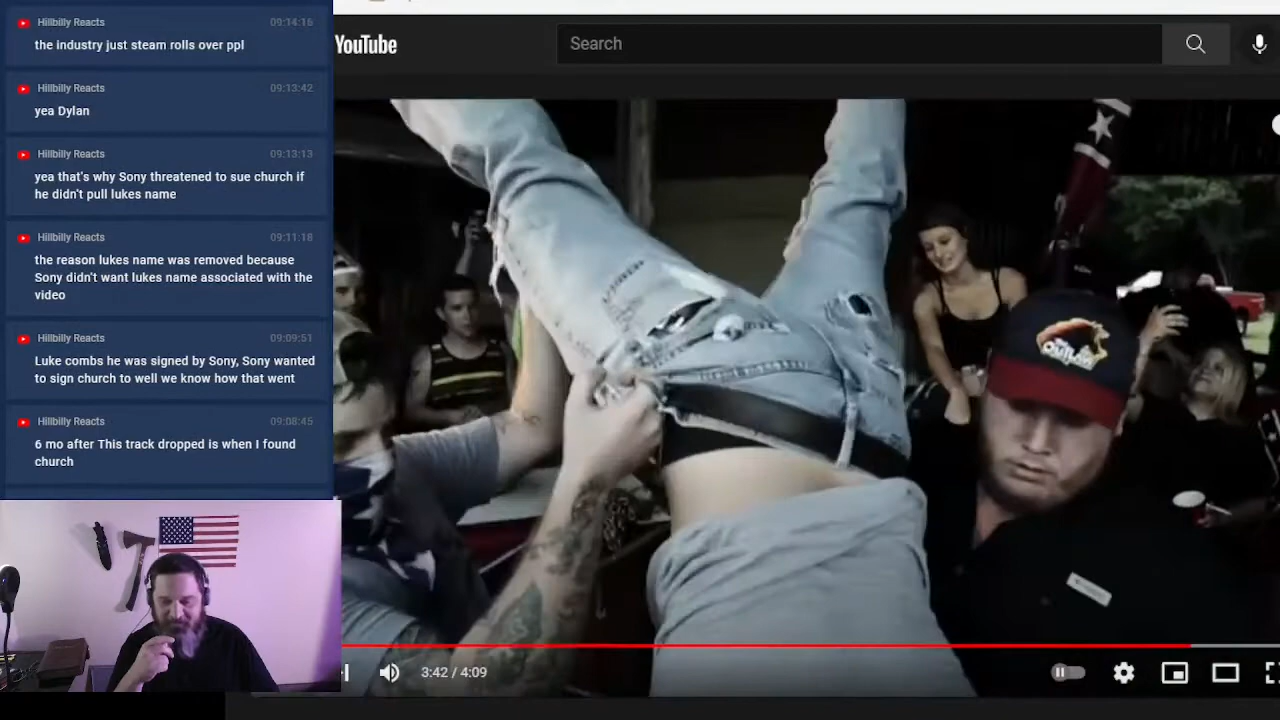 Hillbilly Reacts 09:14:16
the industry just steam rolls over ppl
Hillbilly Reacts 09:13:42
yea Dylan
Hillbilly Reacts 09:13:13
yea that's why Sony threatened to sue church if
he didn't pull lukes name
Hillbilly Reacts 09:11:18
the reason lukes name was removed because
Sony didn't want lukes name associated with the
video
Hillbilly Reacts 09:09:51
Luke combs he was signed by Sony, Sony wanted
to sign church to well we know how that went
Hillbilly Reacts 09:08:45
6 mo after This track dropped is when I found
church
YouTube
Search
OUTLAW
3:42 / 4:09